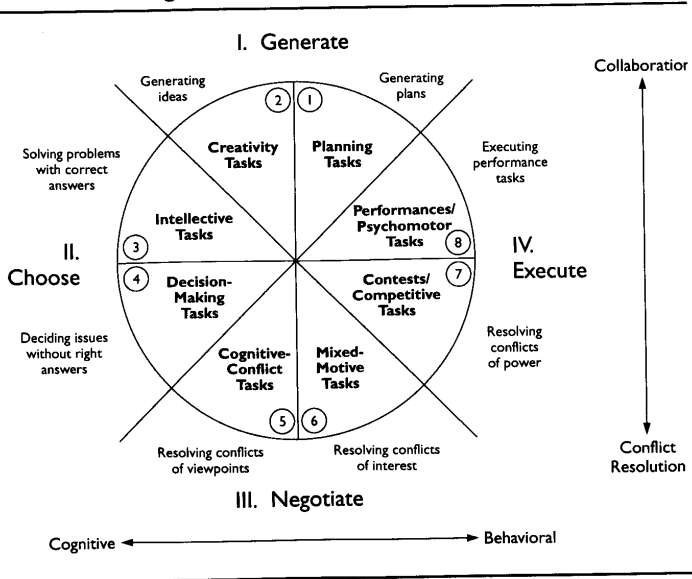 I. Generate
Collaboration
Generating
ideas
Generating
plans
2
1
Creativity
Tasks
Planning
Tasks
Solving problems
with correct
answers
Executing
performance
tasks
Intellective
Tasks
Performances/
Psychomotor
Tasks
3
8
II.
Choose
IV.
Execute
4
7
Decision-
Making
Tasks
Contests/
Competitive
Tasks
Deciding issues
without right
answers
Resolving
conflicts
of power
Cognitive-
Conflict
Tasks
Mixed-
Motive
Tasks
5
6
Resolving conflicts
of viewpoints
Resolving conflicts
of interest
Conflict
Resolution
III. Negotiate
Cognitive
Behavioral